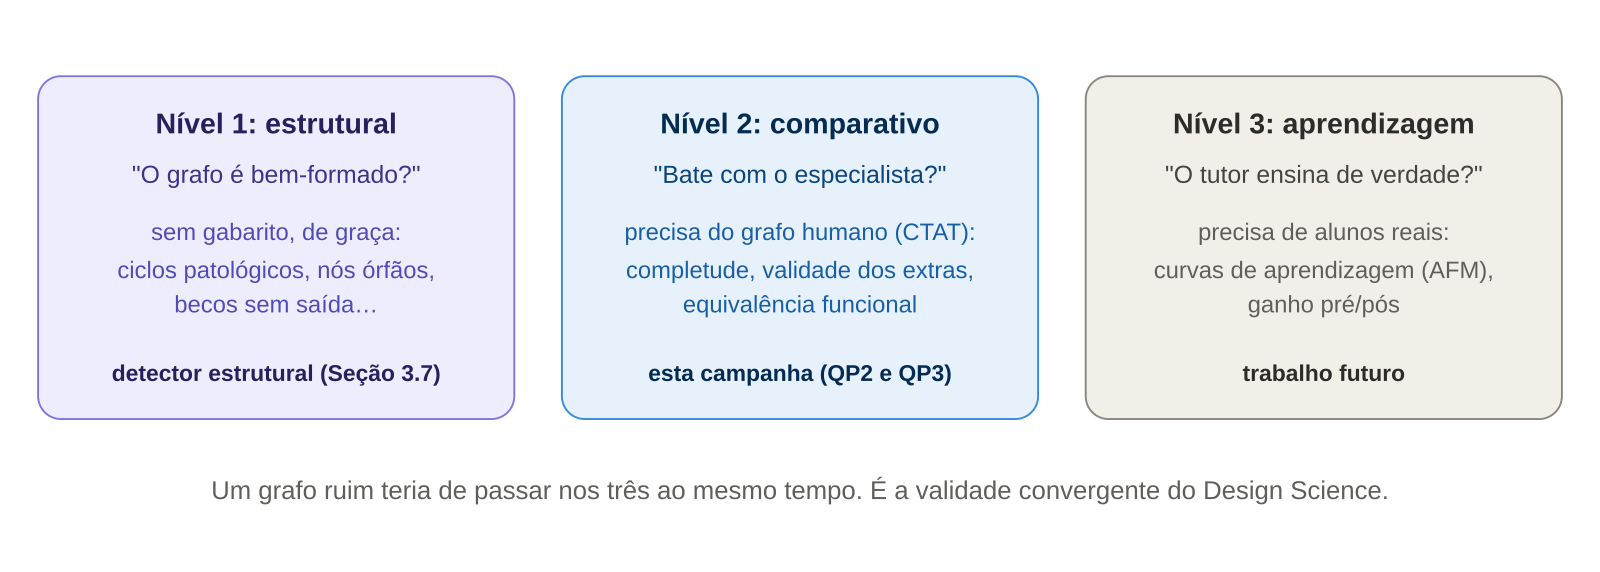 Nível 1: estrutural
"O grafo é bem-formado?"
sem gabarito, de graça:
ciclos patológicos, nós órfãos,
becos sem saída…
detector estrutural (Seção 3.7)
Nível 2: comparativo
"Bate com o especialista?"
precisa do grafo humano (CTAT):
completude, validade dos extras,
equivalência funcional
esta campanha (QP2 e QP3)
Nível 3: aprendizagem
"O tutor ensina de verdade?"
precisa de alunos reais:
curvas de aprendizagem (AFM),
ganho pré/pós
trabalho futuro
Um grafo ruim teria de passar nos três ao mesmo tempo. É a validade convergente do Design Science.